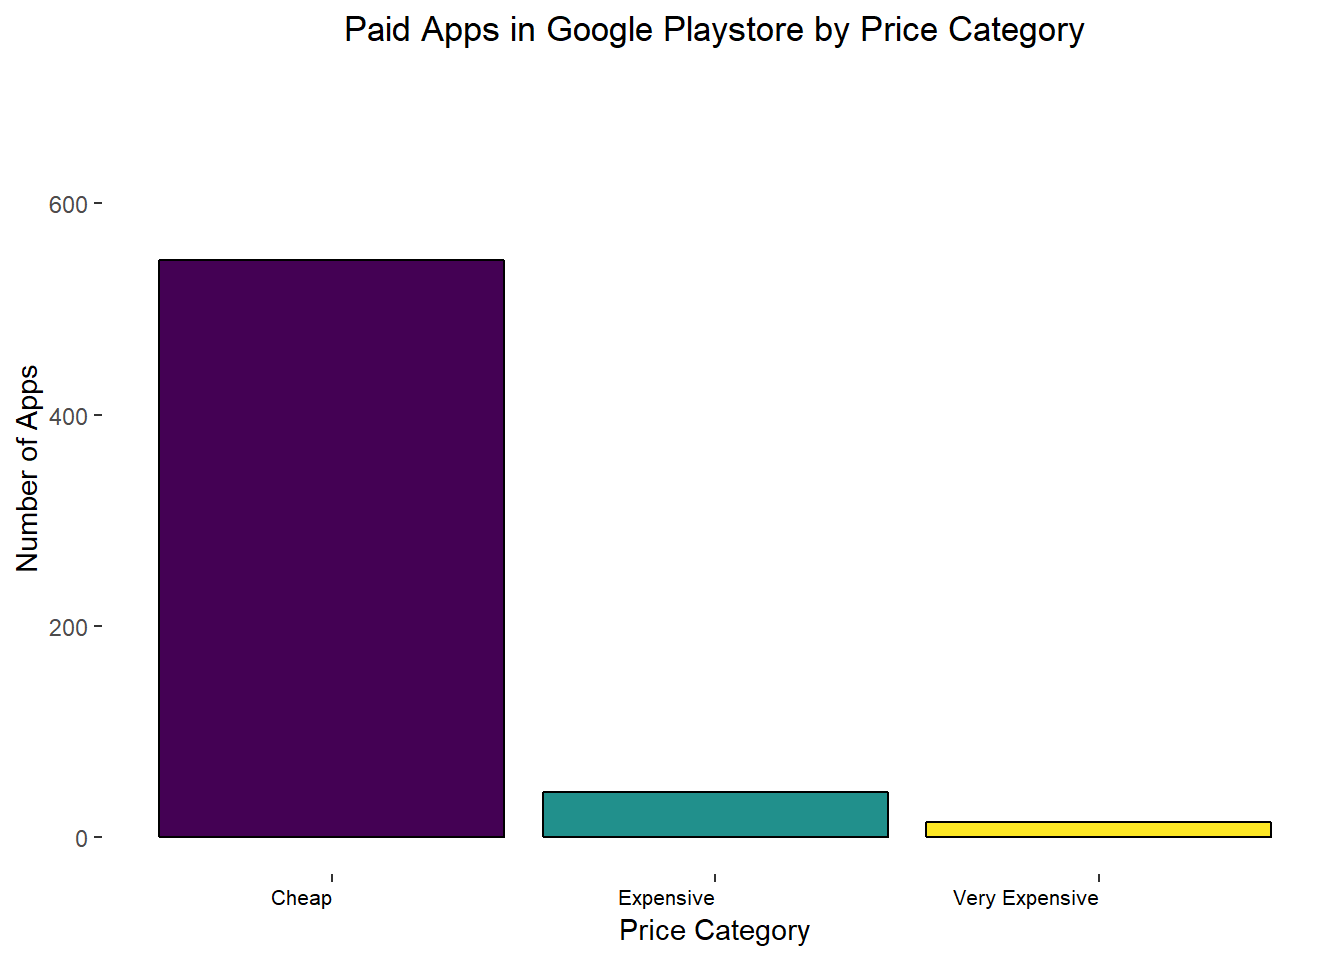 Paid Apps in Google Playstore by Price Category
600
400
200
0
Number of Apps
Cheap
Expensive
Very Expensive
Price Category